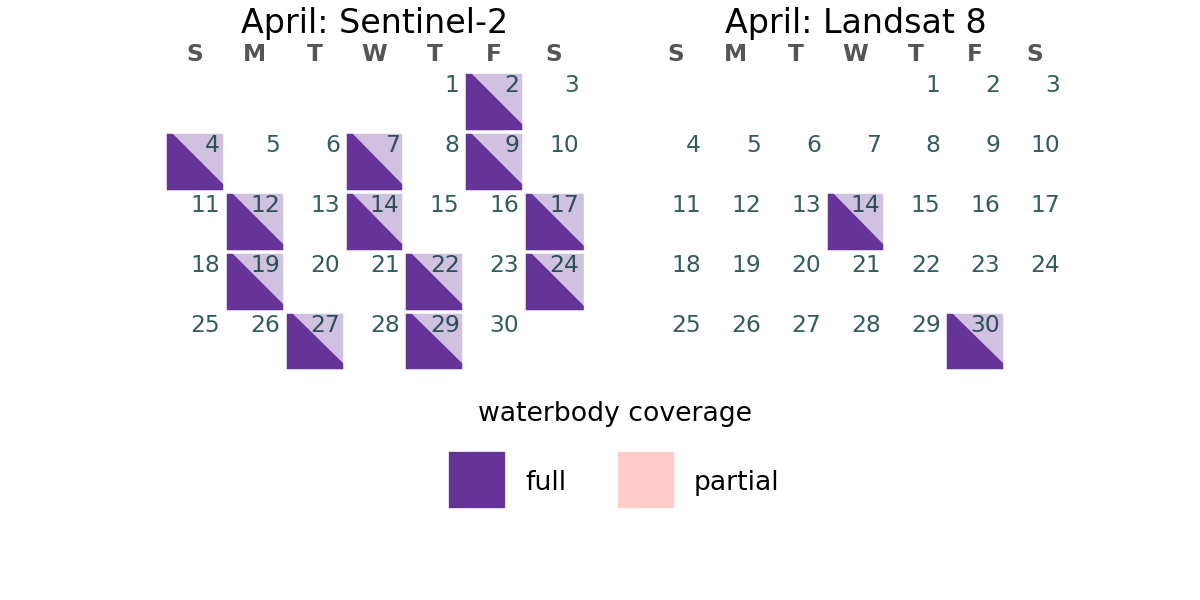 April: Sentinel-2
S M T W T F S
1 2 3
4 5 6 7 8 9 10
11 12 13 14 15 16 17
18 19 20 21 22 23 24
25 26 27 28 29 30
April: Landsat 8
S M T W T F S
1 2 3
4 5 6 7 8 9 10
11 12 13 14 15 16 17
18 19 20 21 22 23 24
25 26 27 28 29 30
waterbody coverage
full partial